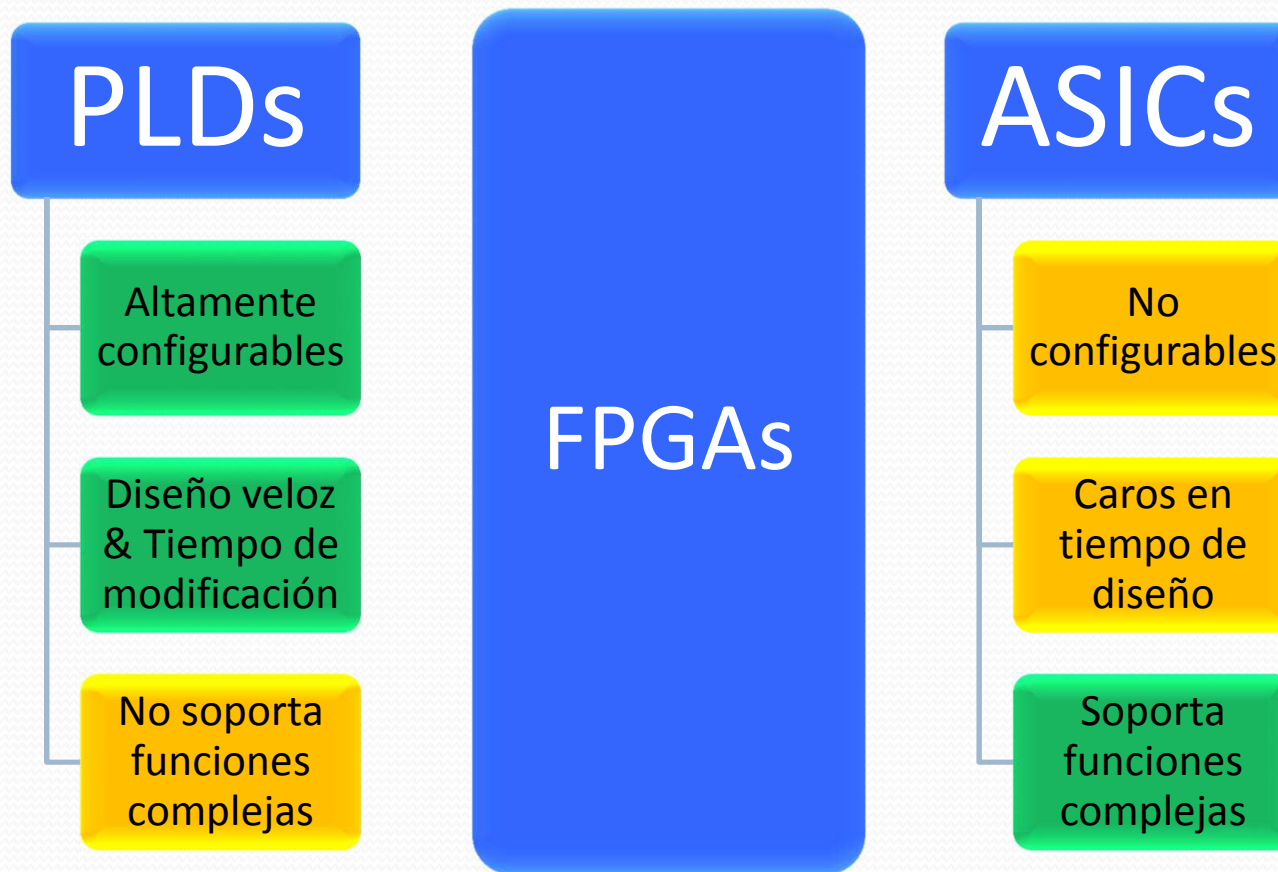 PLDs
Altamente
configurables
Diseño veloz
& Tiempo de
modificación
No soporta
funciones
complejas
FPGAs
ASICs
No
configurables
Caros en
tiempo de
diseño
Soporta
funciones
complejas